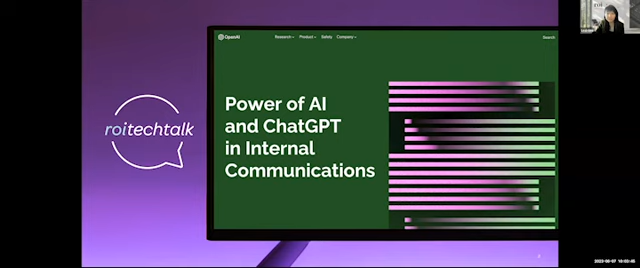 OpenAI
Research
Product
Safety
Company
Search
roitechtalk
Power of AI
and ChatGPT
in Internal
Communications